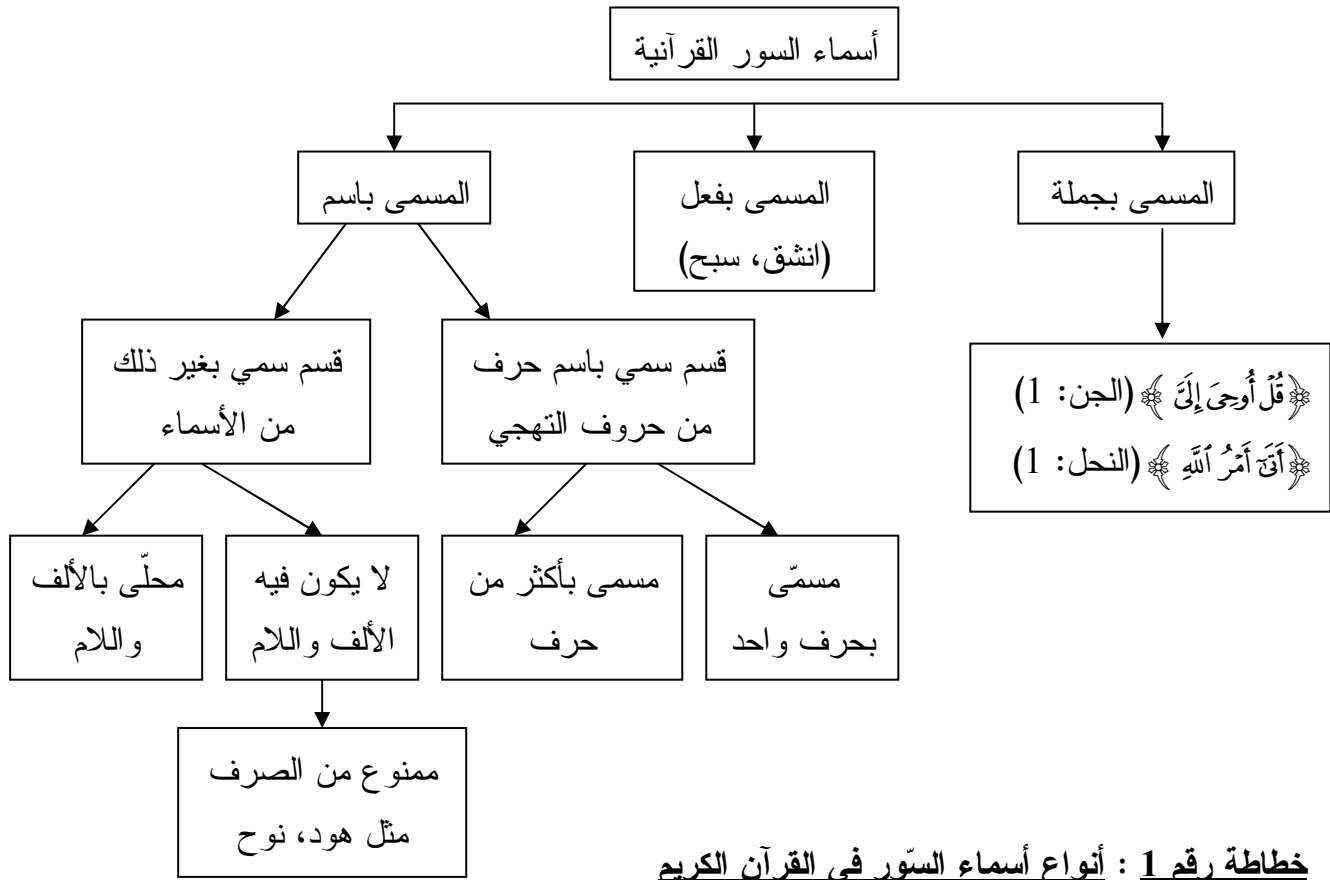 أسماء السور القرآنية
المسمى بجملة
المسمى بفعل
(انشق، سبح)
المسمى باسم
﴿قُلْ أُوحِىَ إِلَىَّ﴾ (الجن: 1)
﴿أَتَىٰٓ أَمْرُ ٱللَّهِ﴾ (النحل: 1)
قسم سمي باسم حرف
من حروف التهجي
قسم سمي بغير ذلك
من الأسماء
مسمّى
بحرف واحد
مسمى بأكثر من
حرف
لا يكون فيه
الألف واللام
محلّى بالألف
واللام
ممنوع من الصرف
مثل هود، نوح
خطاطة رقم 1 : أنواع أسماء السّور في القرآن الكريم